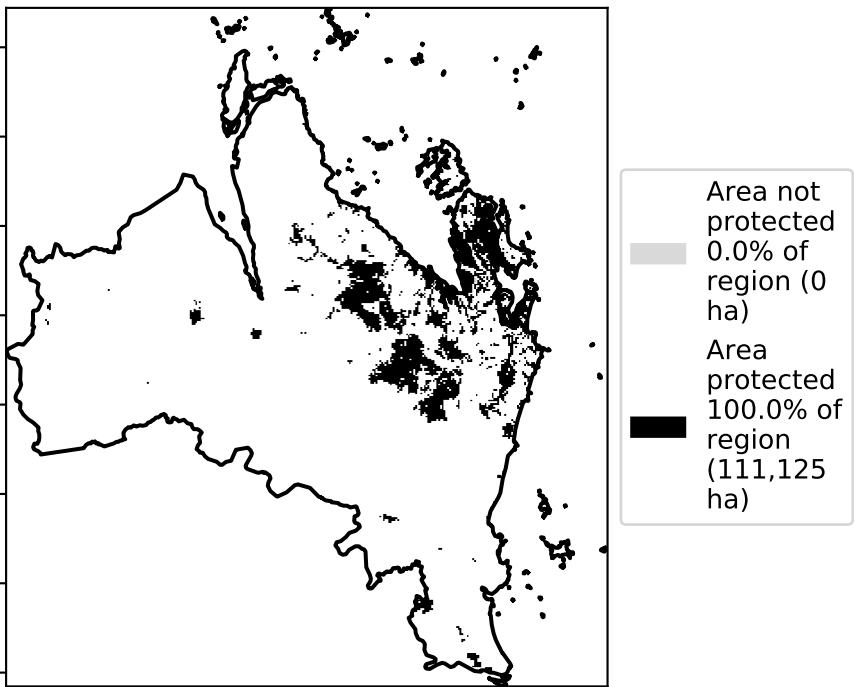 Area not
protected
0.0% of
region (0
ha)
Area
protected
100.0% of
region
(111,125
ha)